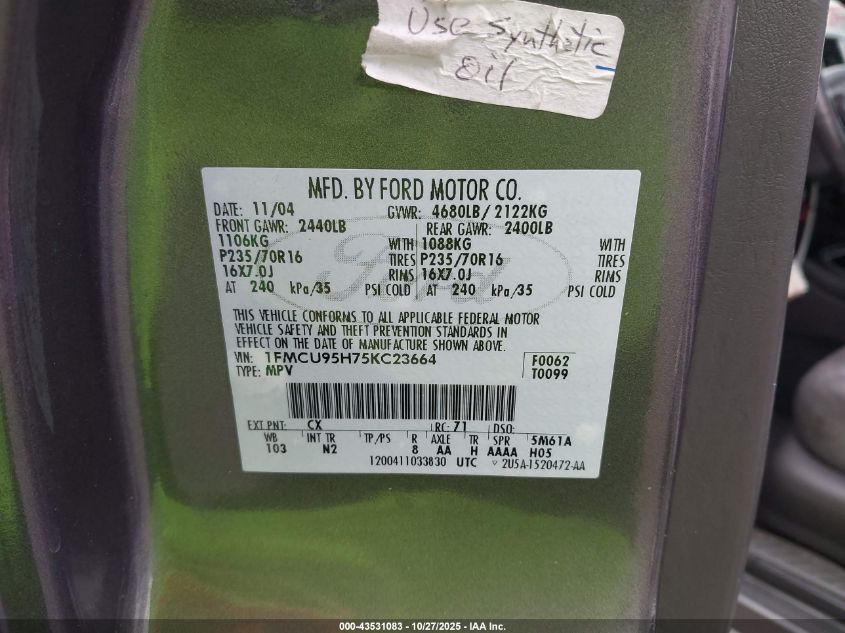 Use Synthetic
Oil
MFD. BY FORD MOTOR CO.
DATE: 11/04 GVWR: 4680LB/ 2122KG
FRONT GAWR: 2440LB REAR GAWR: 2400LB
1106KG WITH 1088KG WITH
P235/70R16 TIRES P235/70R16 TIRES
16X7.0J RIMS 16X7.0J RIMS
AT 240 kPa/35 PSI COLD AT 240 kPa/35 PSI COLD
Ford
THIS VEHICLE CONFORMS TO ALL APPLICABLE FEDERAL MOTOR
VEHICLE SAFETY AND THEFT PREVENTION STANDARDS IN
EFFECT ON THE DATE OF MANUFACTURE SHOWN ABOVE.
VIN: 1FMCU95H75KC23664 F0062
TYPE: MPV T0099
EXT PNT: CX RC: 71 DSO:
WB INT TR TP/PS R AXLE TR SPR 5M61A
103 N2 8 AA H AAAA H05
1200411033830 UTC 2U5A-1520472-AA
000-43531083 - 10/27/2025 - IAA Inc.